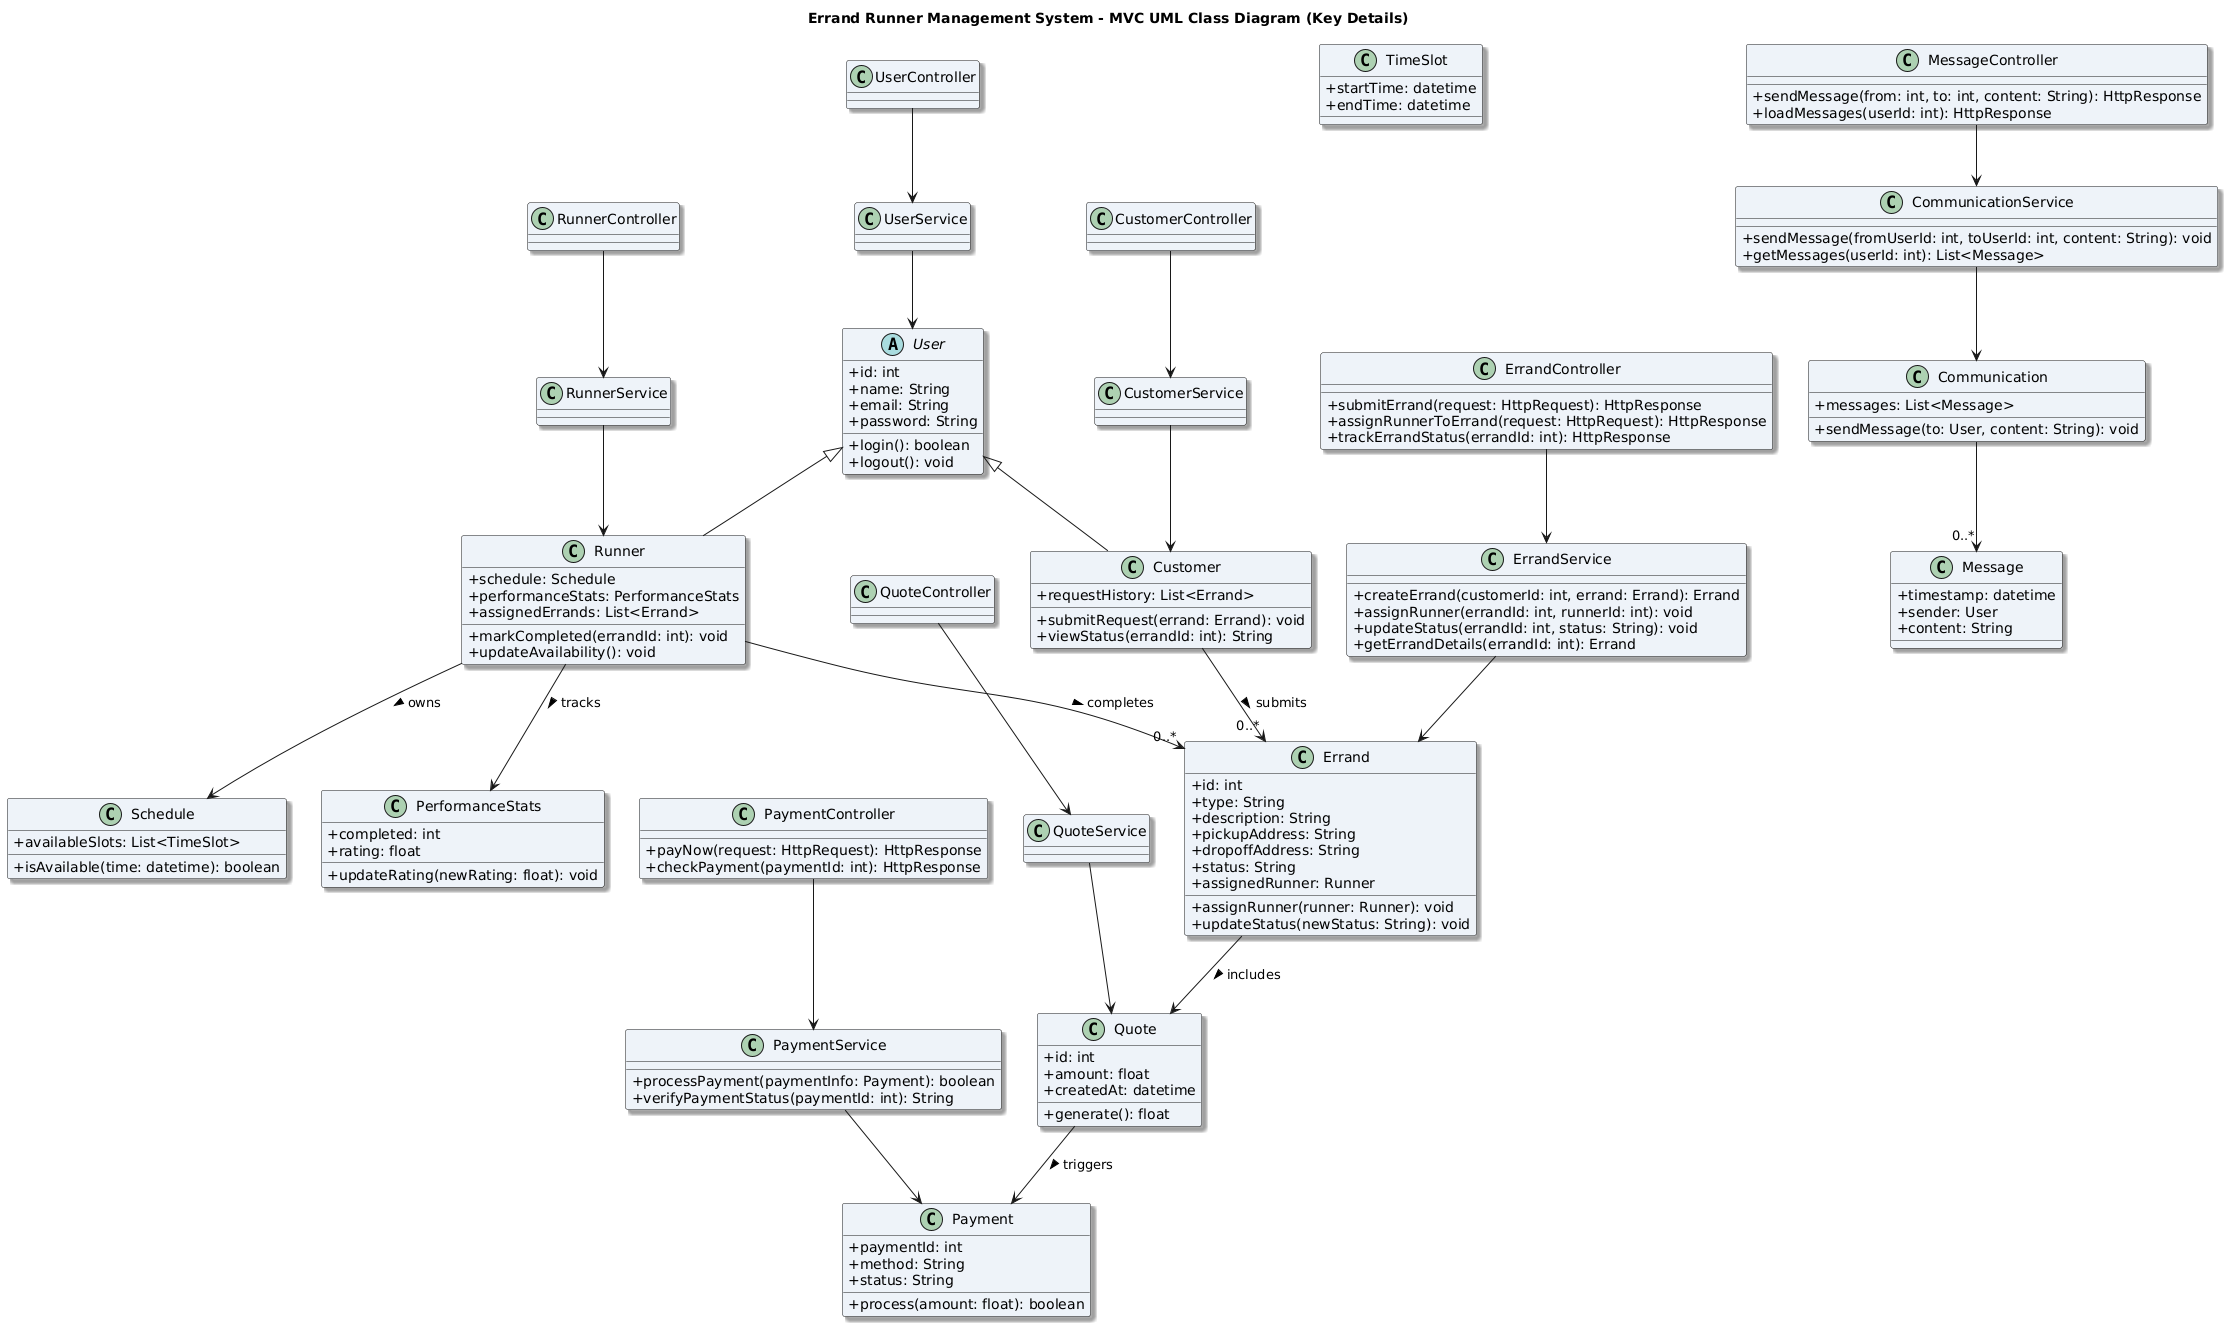 Errand Runner Management System - MVC UML Class Diagram (Key Details)
C UserController
C TimeSlot
+startTime: datetime
+endTime: datetime
C MessageController
+sendMessage(from: int, to: int, content: String): HttpResponse
+loadMessages(userId: int): HttpResponse
C RunnerController
C UserService
C CustomerController
C CommunicationService
+sendMessage(fromUserId: int, toUserId: int, content: String): void
+getMessages(userId: int): List<Message>
C RunnerService
A User
+id: int
+name: String
+email: String
+password: String
+login(): boolean
+logout(): void
C CustomerService
C ErrandController
+submitErrand(request: HttpRequest): HttpResponse
+assignRunnerToErrand(request: HttpRequest): HttpResponse
+trackErrandStatus(errandId: int): HttpResponse
C Communication
+messages: List<Message>
+sendMessage(to: User, content: String): void
0..*
C Runner
+schedule: Schedule
+performanceStats: PerformanceStats
+assignedErrands: List<Errand>
+markCompleted(errandId: int): void
+updateAvailability(): void
C QuoteController
C Customer
+requestHistory: List<Errand>
+submitRequest(errand: Errand): void
+viewStatus(errandId: int): String
C ErrandService
+createErrand(customerId: int, errand: Errand): Errand
+assignRunner(errandId: int, runnerId: int): void
+updateStatus(errandId: int, status: String): void
+getErrandDetails(errandId: int): Errand
C Message
+timestamp: datetime
+sender: User
+content: String
owns
tracks
completes
0..*
submits
0..*
C Schedule
+availableSlots: List<TimeSlot>
+isAvailable(time: datetime): boolean
C PerformanceStats
+completed: int
+rating: float
+updateRating(newRating: float): void
C PaymentController
+payNow(request: HttpRequest): HttpResponse
+checkPayment(paymentId: int): HttpResponse
C QuoteService
C Errand
+id: int
+type: String
+description: String
+pickupAddress: String
+dropoffAddress: String
+status: String
+assignedRunner: Runner
+assignRunner(runner: Runner): void
+updateStatus(newStatus: String): void
includes
C PaymentService
+processPayment(paymentInfo: Payment): boolean
+verifyPaymentStatus(paymentId: int): String
C Quote
+id: int
+amount: float
+createdAt: datetime
+generate(): float
triggers
C Payment
+paymentId: int
+method: String
+status: String
+process(amount: float): boolean